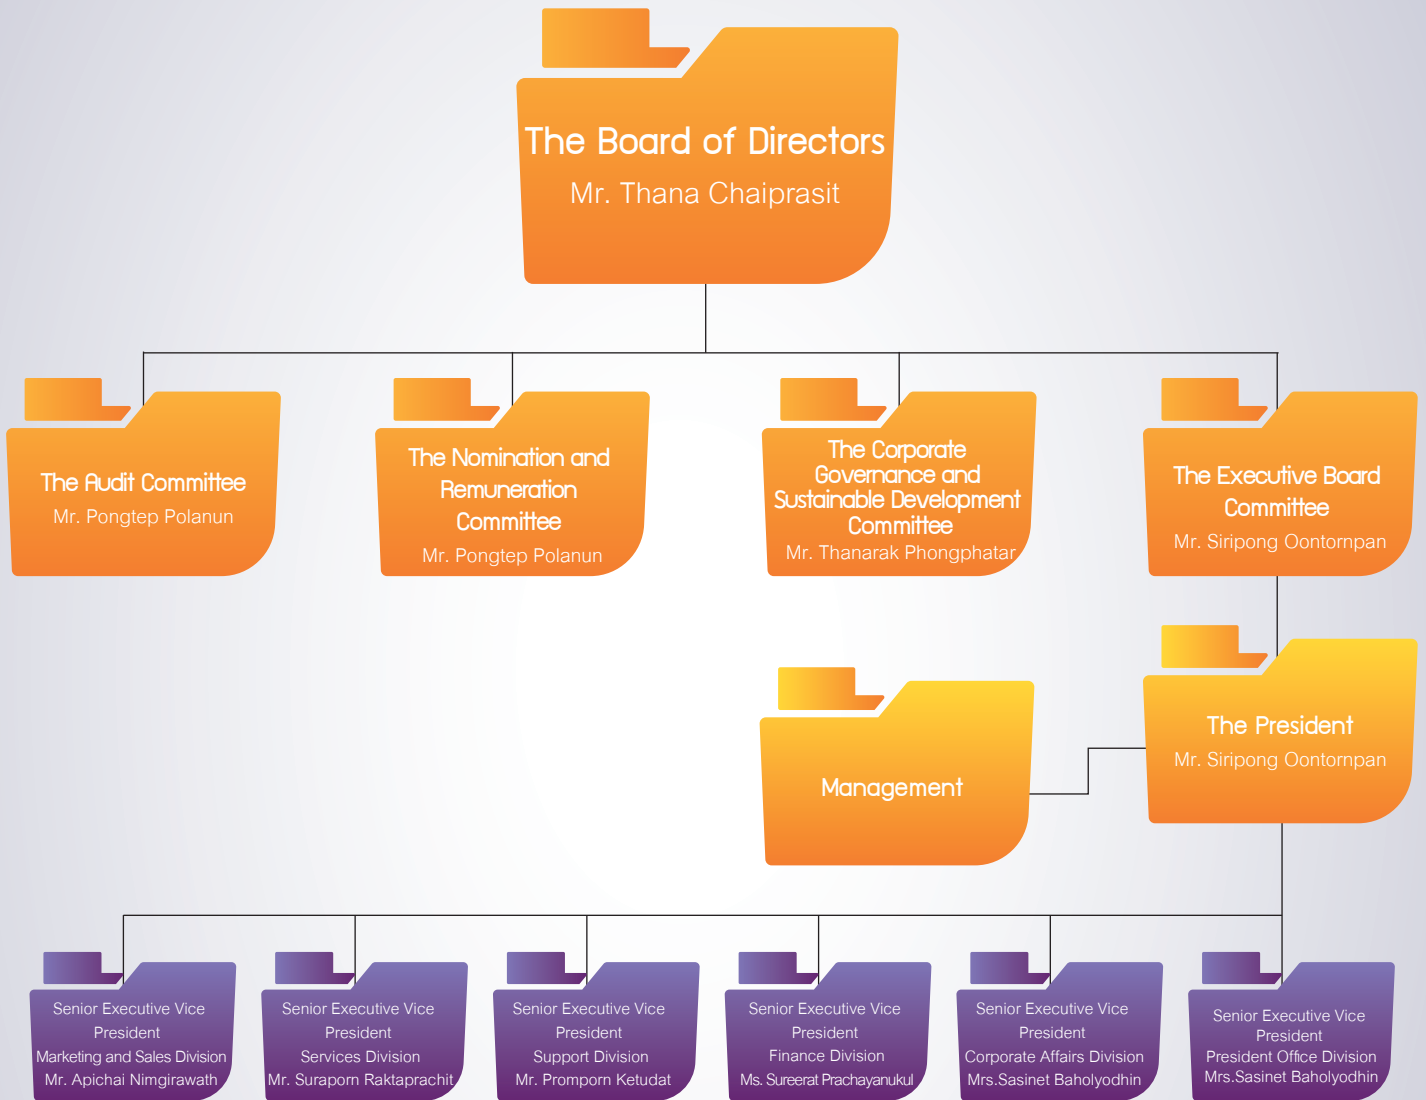 The Board of Directors
Mr. Thana Chaiprasit
The Audit Committee
Mr. Pongtep Polanun
The Nomination and
Remuneration
Committee
Mr. Pongtep Polanun
The Corporate
Governance and
Sustainable Development
Committee
Mr. Thanarak Phongphatar
The Executive Board
Committee
Mr. Siripong Oontornpan
The President
Mr. Siripong Oontornpan
Management
Senior Executive Vice
President
Marketing and Sales Division
Mr. Apichai Nimgirawath
Senior Executive Vice
President
Services Division
Mr. Suraporn Raktaprachit
Senior Executive Vice
President
Support Division
Mr. Promporn Ketudat
Senior Executive Vice
President
Finance Division
Ms. Sureerat Prachayanukul
Senior Executive Vice
President
Corporate Affairs Division
Mrs.Sasinet Baholyodhin
Senior Executive Vice
President
President Office Division
Mrs.Sasinet Baholyodhin